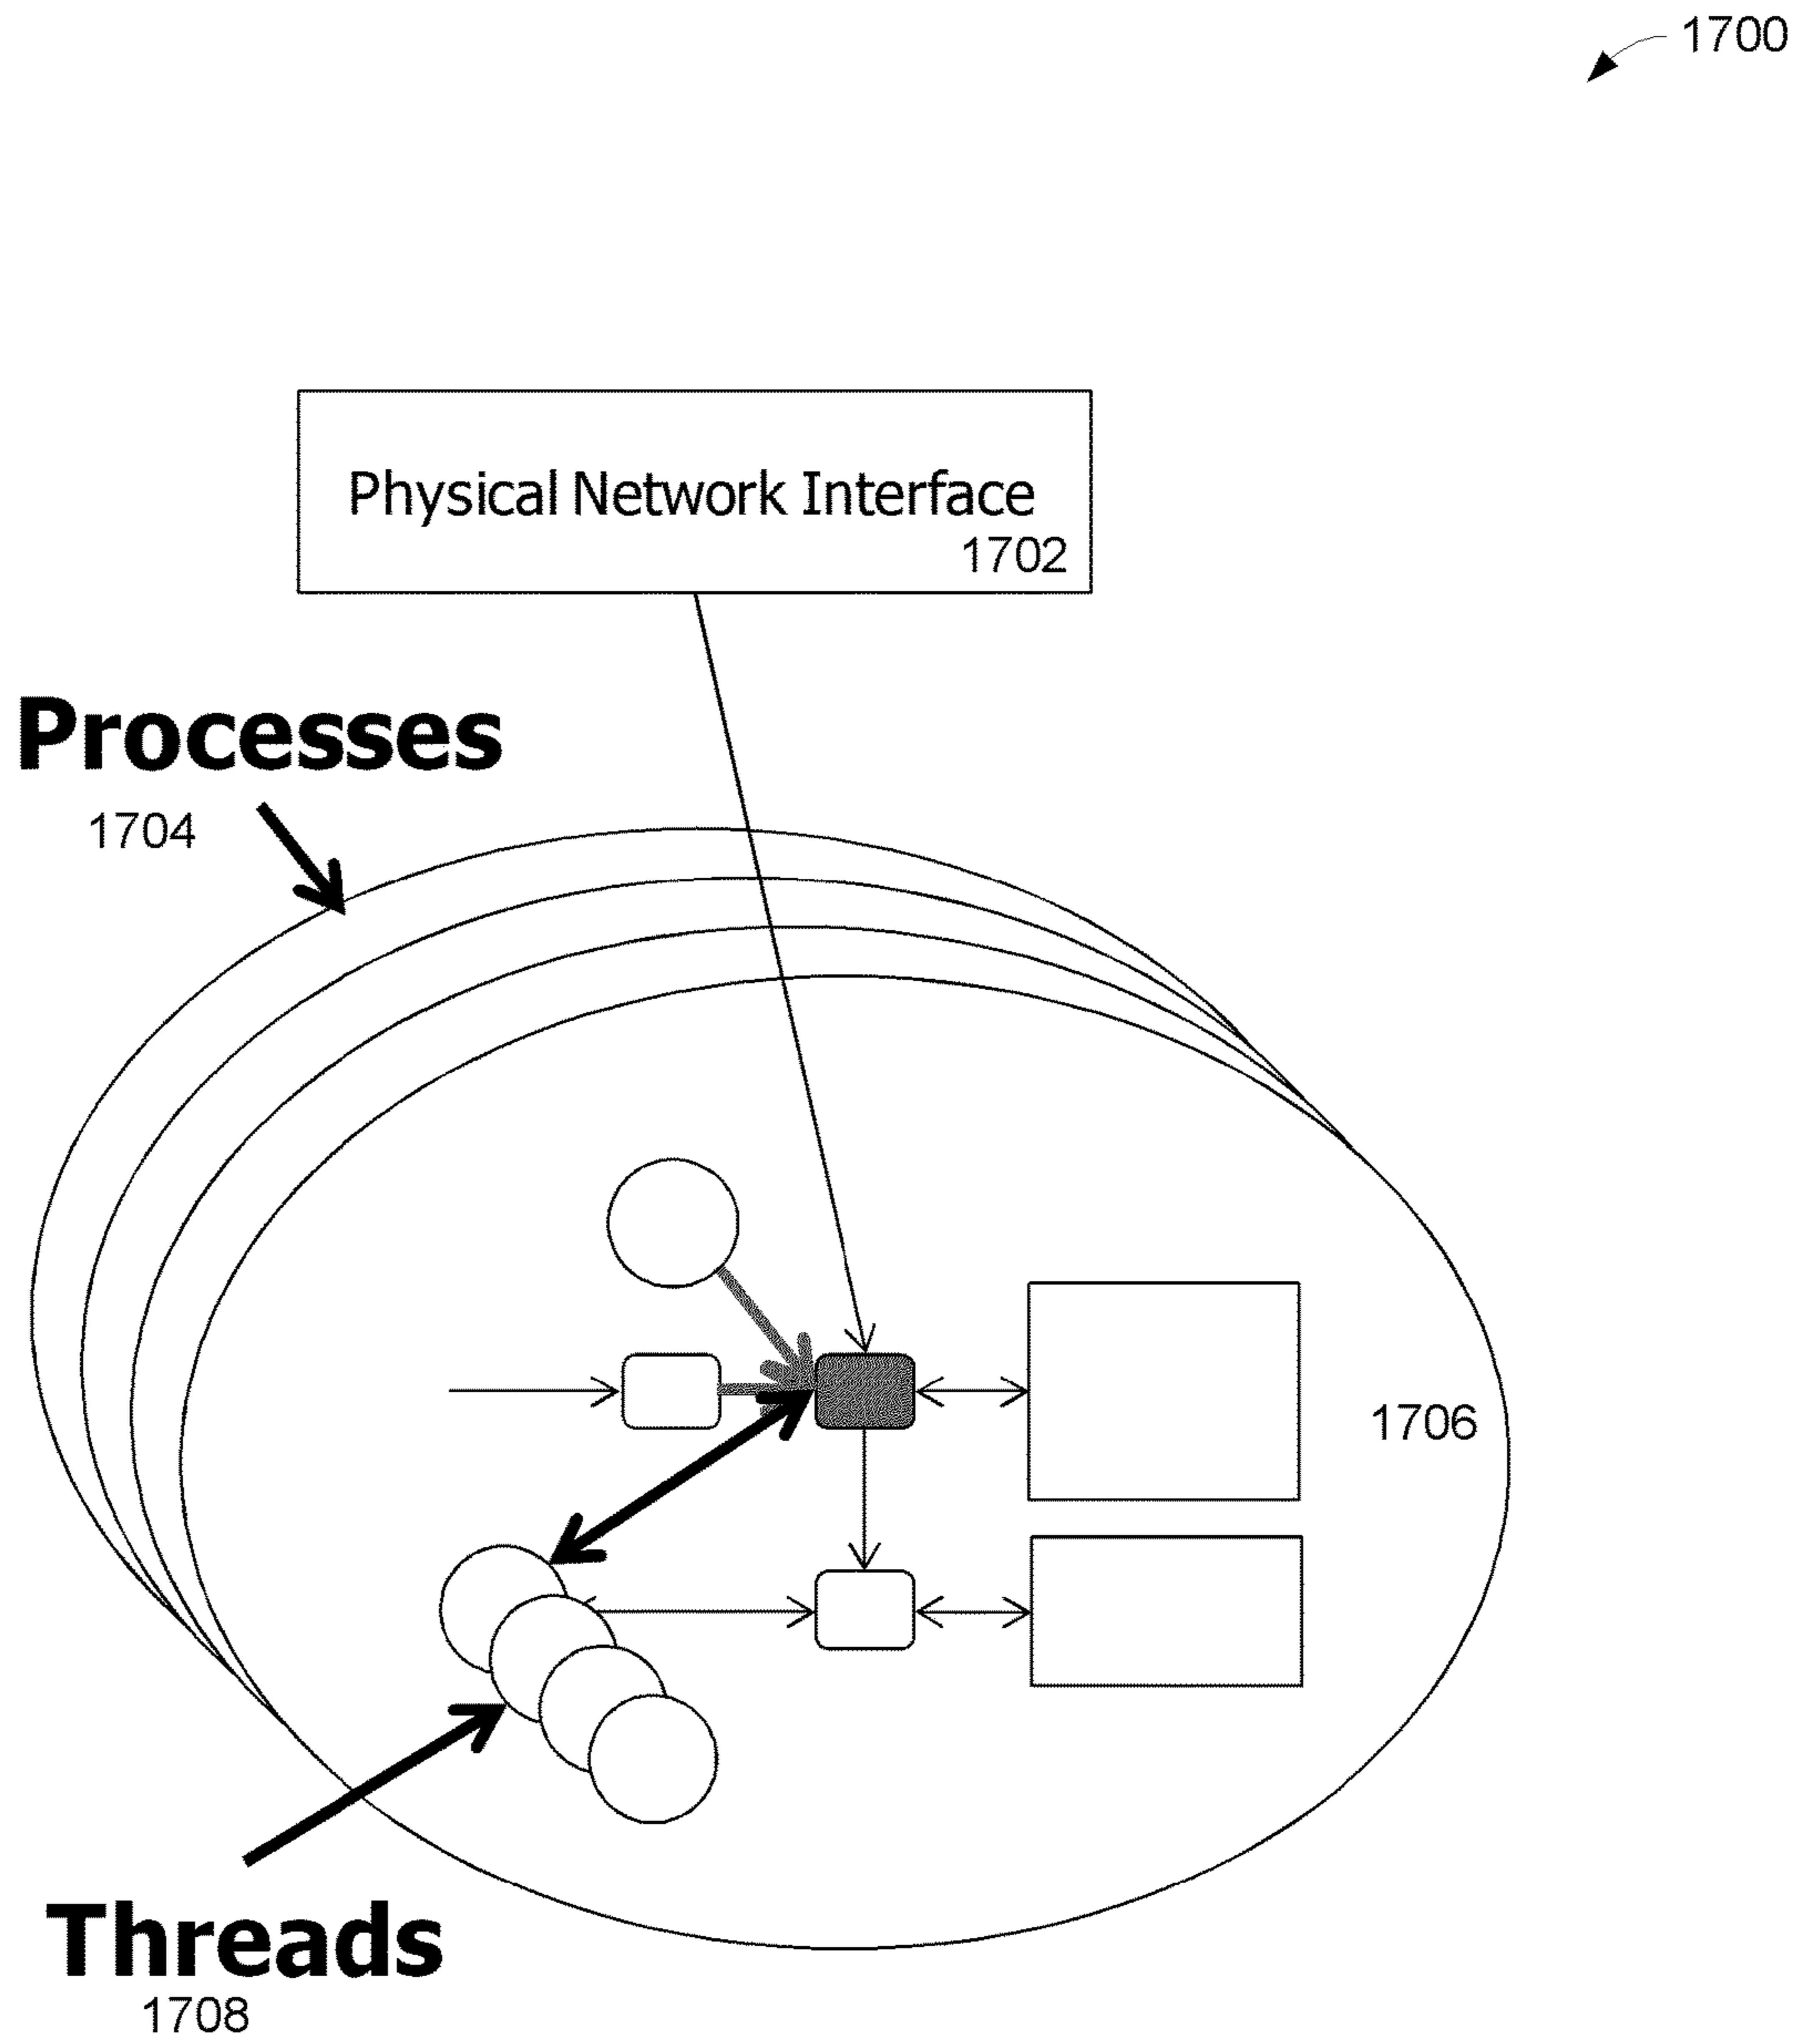 1700
Physical Network Interface
1702
Processes
1704
1706
Threads
1708